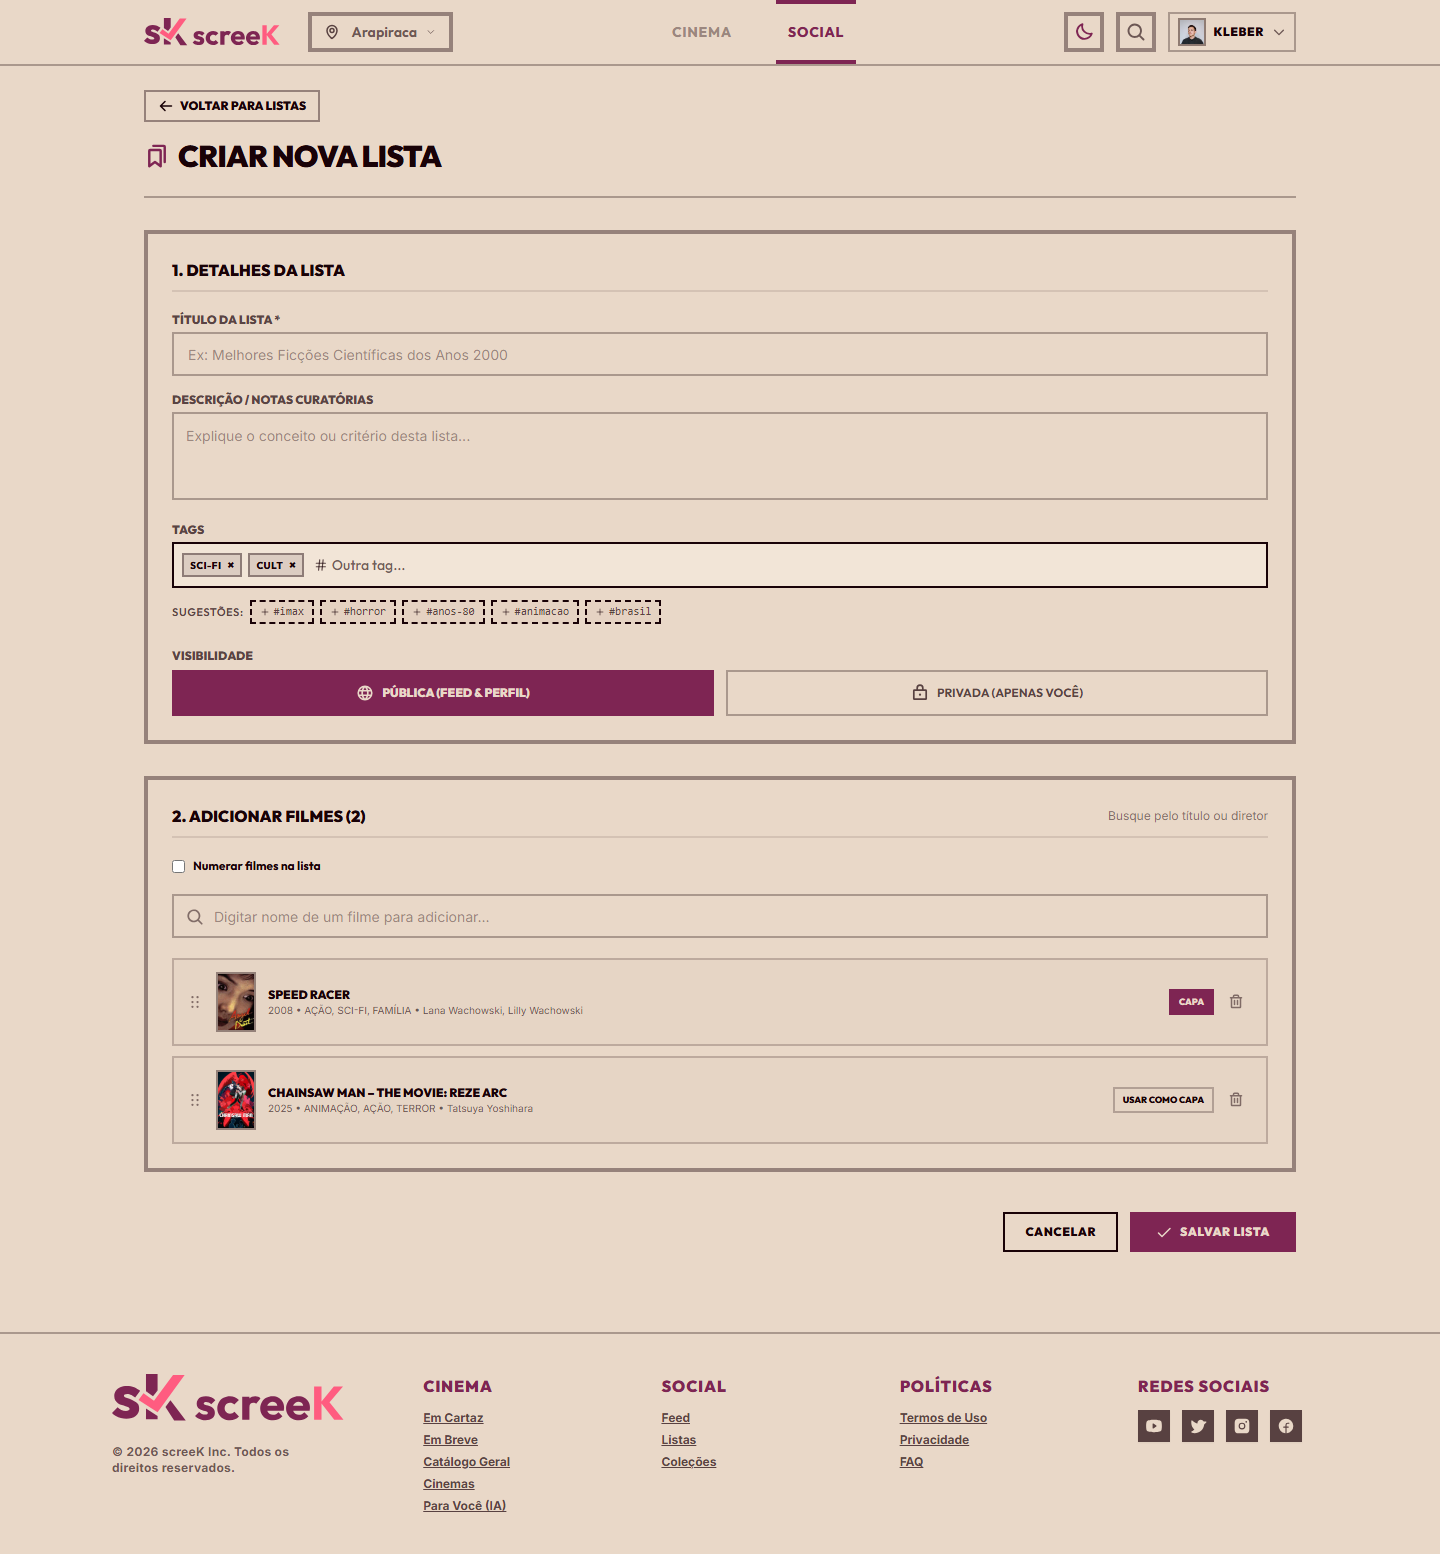 sK screeK
Arapiraca
CINEMA
SOCIAL
KLEBER
VOLTAR PARA LISTAS
CRIAR NOVA LISTA
1. DETALHES DA LISTA
TÍTULO DA LISTA *
Ex: Melhores Ficções Científicas dos Anos 2000
DESCRIÇÃO / NOTAS CURATÓRIAS
Explique o conceito ou critério desta lista...
TAGS
SCI-FI ✖ CULT ✖ # Outra tag...
SUGESTÕES: + #imax + #horror + #anos-80 + #animacao + #brasil
VISIBILIDADE
PÚBLICA (FEED & PERFIL)
PRIVADA (APENAS VOCÊ)
2. ADICIONAR FILMES (2)
Busque pelo título ou diretor
Numerar filmes na lista
Digitar nome de um filme para adicionar...
SPEED RACER
2008 • AÇÃO, SCI-FI, FAMÍLIA • Lana Wachowski, Lilly Wachowski
CAPA
CHAINSAW MAN – THE MOVIE: REZE ARC
2025 • ANIMAÇÃO, AÇÃO, TERROR • Tatsuya Yoshihara
USAR COMO CAPA
CANCELAR
SALVAR LISTA
sK screeK
© 2026 screeK Inc. Todos os
direitos reservados.
CINEMA
Em Cartaz
Em Breve
Catálogo Geral
Cinemas
Para Você (IA)
SOCIAL
Feed
Listas
Coleções
POLÍTICAS
Termos de Uso
Privacidade
FAQ
REDES SOCIAIS